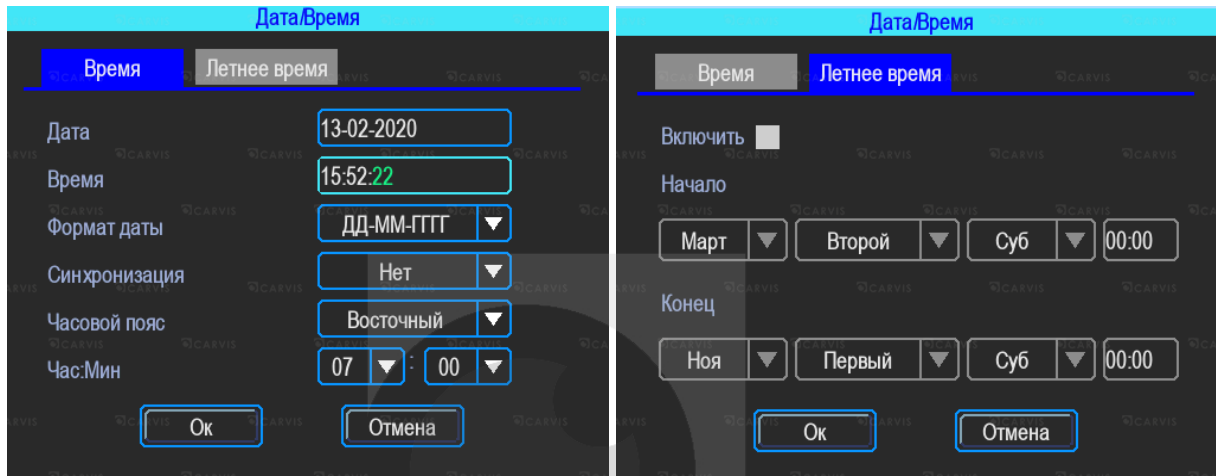 Дата/Время
Время Летнее время
Дата 13-02-2020
Время 15:52:22
Формат даты ДД-ММ-ГГГГ
Синхронизация Нет
Часовой пояс Восточный
Час:Мин 07 : 00
Ок Отмена
Дата/Время
Время Летнее время
Включить
Начало
Март Второй Суб 00:00
Конец
Ноя Первый Суб 00:00
Ок Отмена
CARVIS